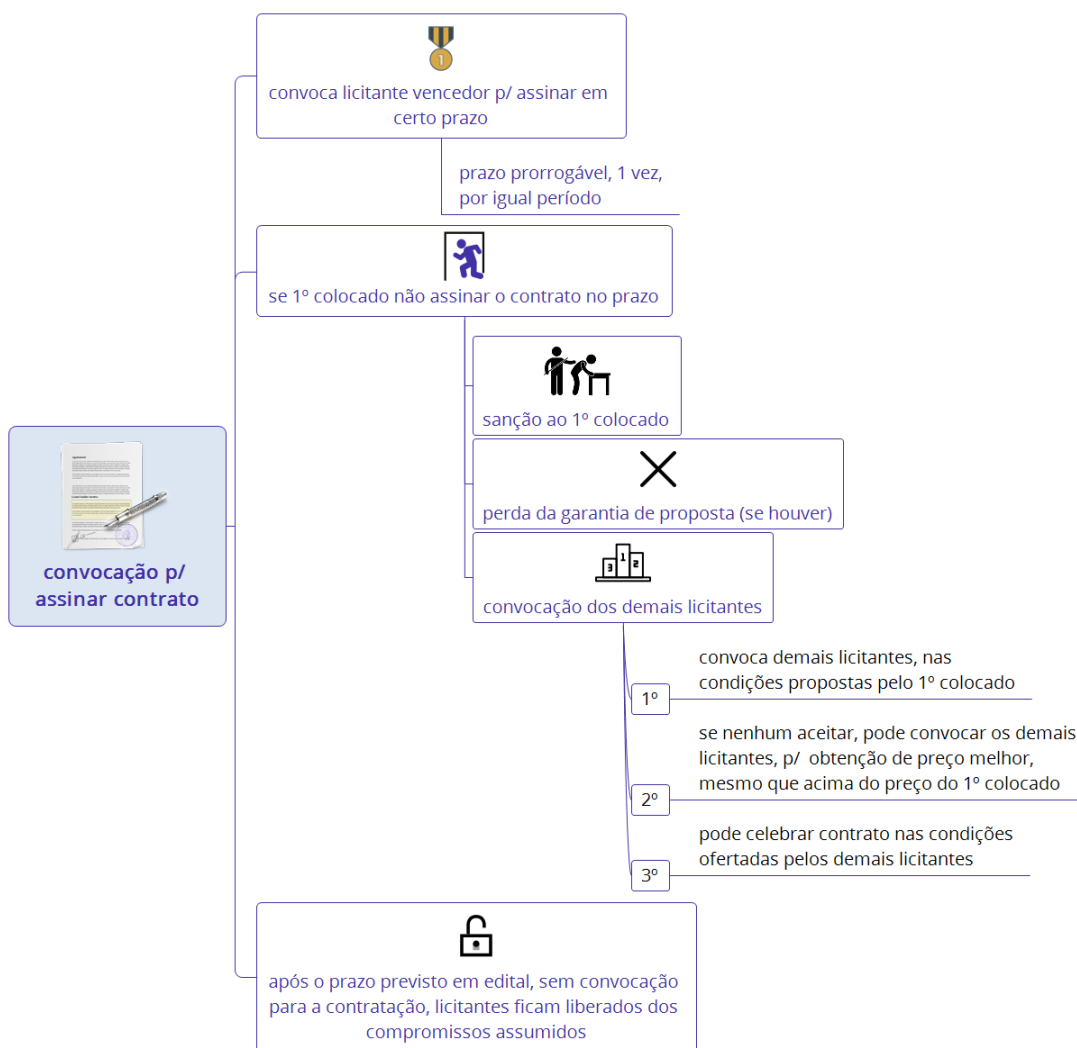 1
convoca licitante vencedor p/ assinar em
certo prazo
prazo prorrogável, 1 vez,
por igual período
se 1º colocado não assinar o contrato no prazo
sanção ao 1º colocado
perda da garantia de proposta (se houver)
3 1 2
convocação dos demais licitantes
convocação p/
assinar contrato
1º
convoca demais licitantes, nas
condições propostas pelo 1º colocado
2º
se nenhum aceitar, pode convocar os demais
licitantes, p/  obtenção de preço melhor,
mesmo que acima do preço do 1º colocado
3º
pode celebrar contrato nas condições
ofertadas pelos demais licitantes
após o prazo previsto em edital, sem convocação
para a contratação, licitantes ficam liberados dos
compromissos assumidos